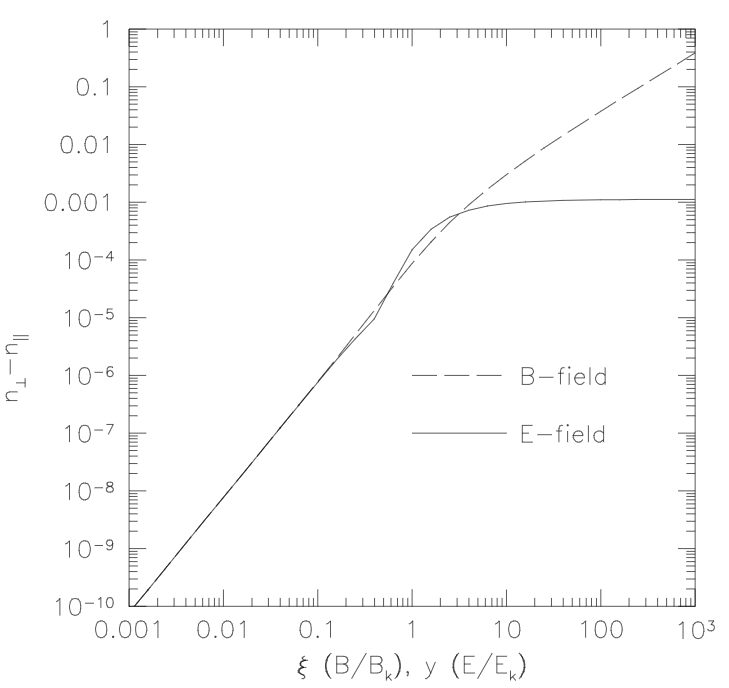 1
0.1
0.01
0.001
10⁻⁴
10⁻⁵
10⁻⁶
10⁻⁷
10⁻⁸
10⁻⁹
10⁻¹⁰
n⊥−n∥
B−field
E−field
0.001 0.01 0.1 1 10 100 10³
ξ (B/Bₖ), y (E/Eₖ)